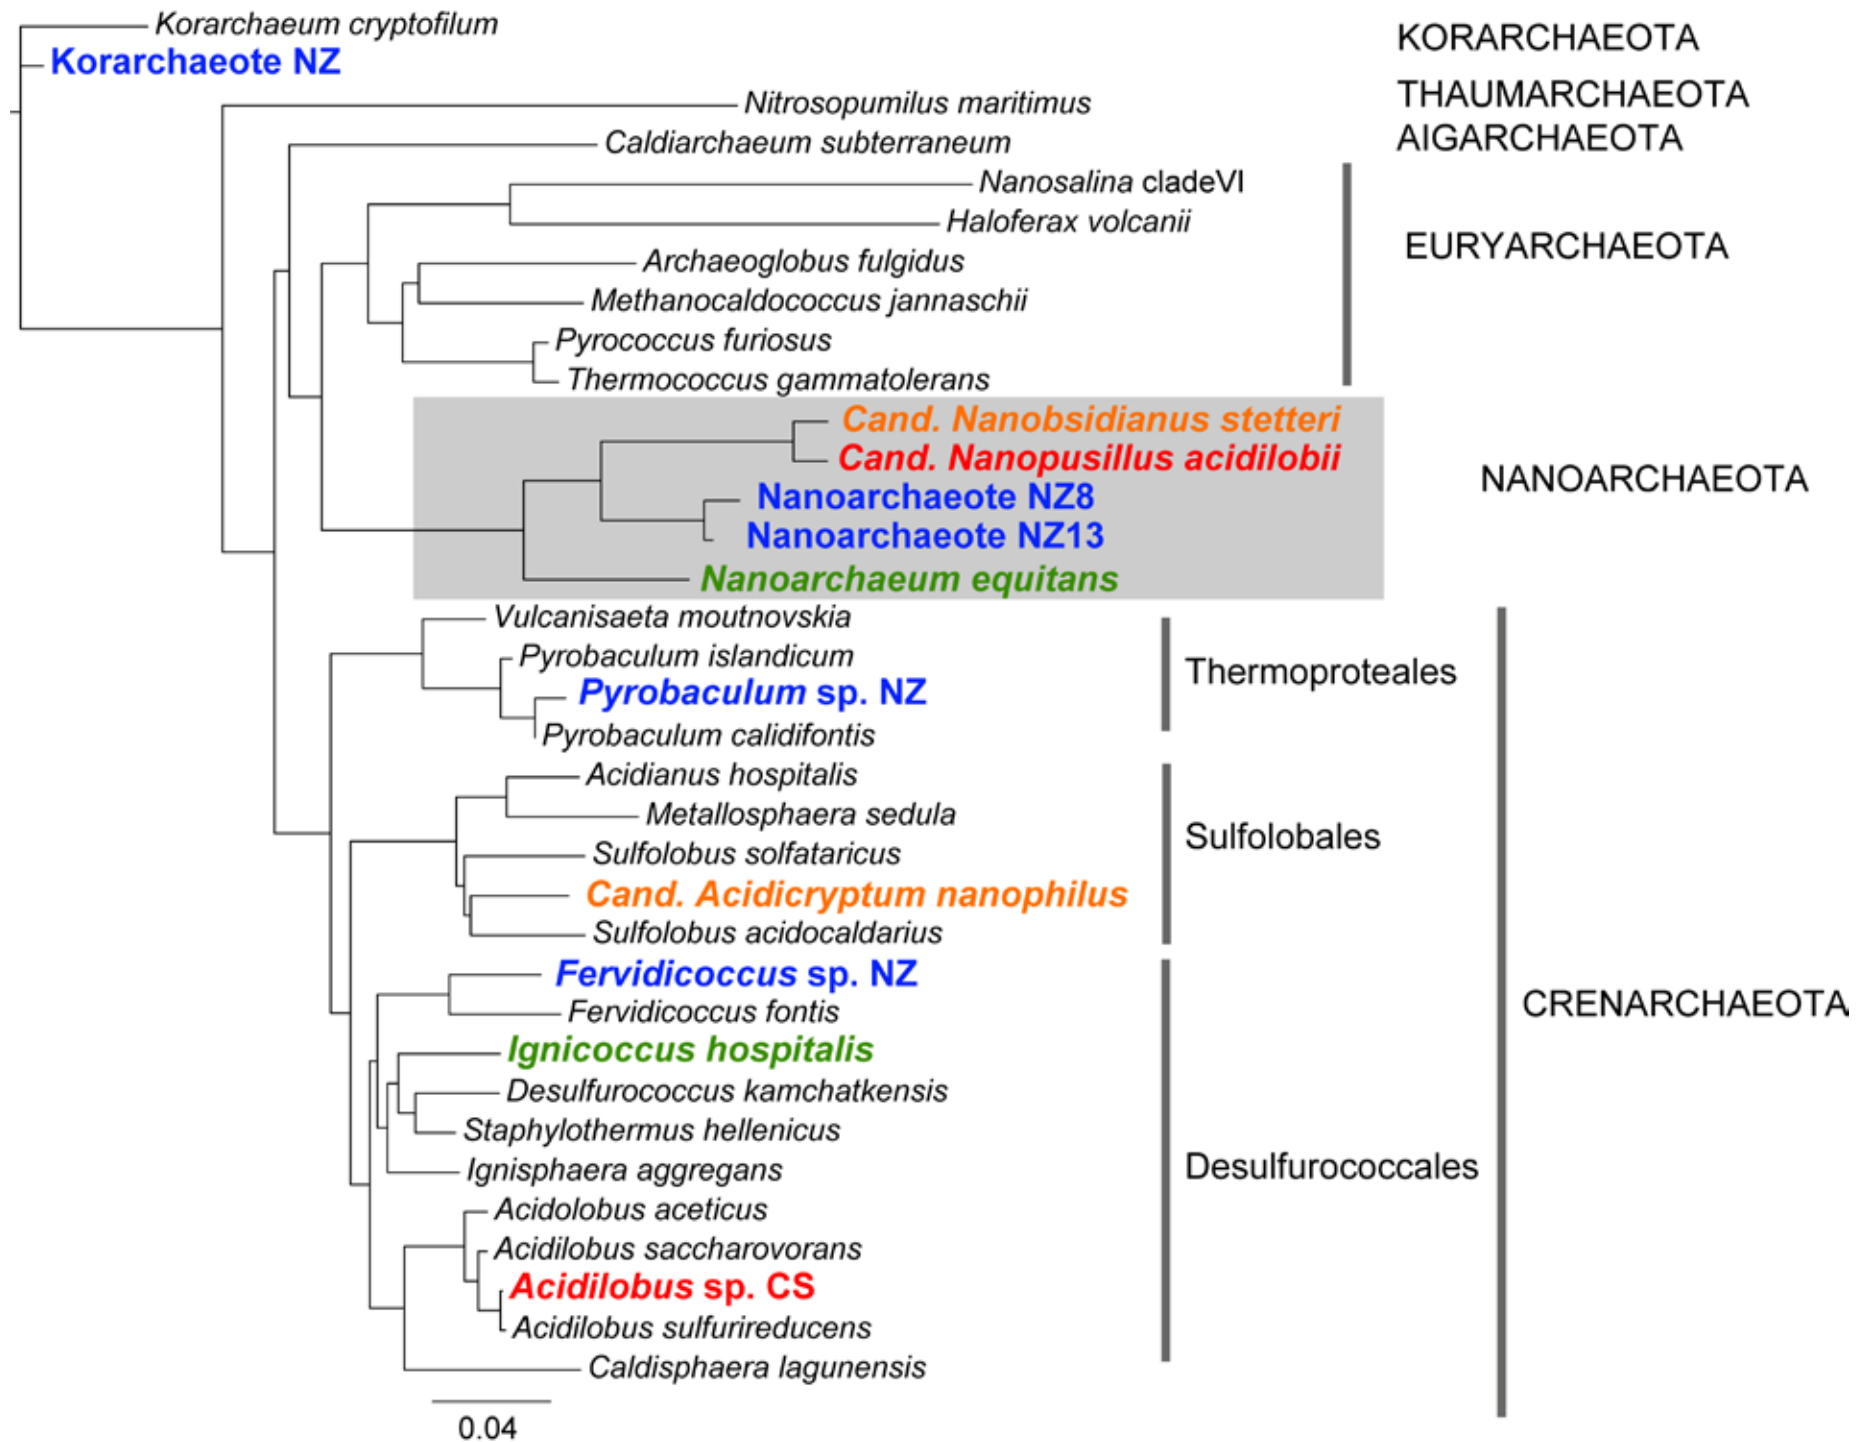 Korarchaeum cryptofilum
KORARCHAEOTA
Korarchaeote NZ
THAUMARCHAEOTA
Nitrosopumilus maritimus
AIGARCHAEOTA
Caldiarchaeum subterraneum
Nanosalina cladeVI
Haloferax volcanii
EURYARCHAEOTA
Archaeoglobus fulgidus
Methanocaldococcus jannaschii
Pyrococcus furiosus
Thermococcus gammatolerans
Cand. Nanobsidianus stetteri
Cand. Nanopusillus acidilobii
NANOARCHAEOTA
Nanoarchaeote NZ8
Nanoarchaeote NZ13
Nanoarchaeum equitans
Vulcanisaeta moutnovskia
Pyrobaculum islandicum
Thermoproteales
Pyrobaculum sp. NZ
Pyrobaculum calidifontis
Acidianus hospitalis
Metallosphaera sedula
Sulfolobales
Sulfolobus solfataricus
Cand. Acidicryptum nanophilus
Sulfolobus acidocaldarius
Fervidicoccus sp. NZ
CRENARCHAEOTA
Fervidicoccus fontis
Ignicoccus hospitalis
Desulfurococcus kamchatkensis
Staphylothermus hellenicus
Desulfurococcales
Ignisphaera aggregans
Acidolobus aceticus
Acidilobus saccharovorans
Acidilobus sp. CS
Acidilobus sulfurireducens
Caldisphaera lagunensis
0.04